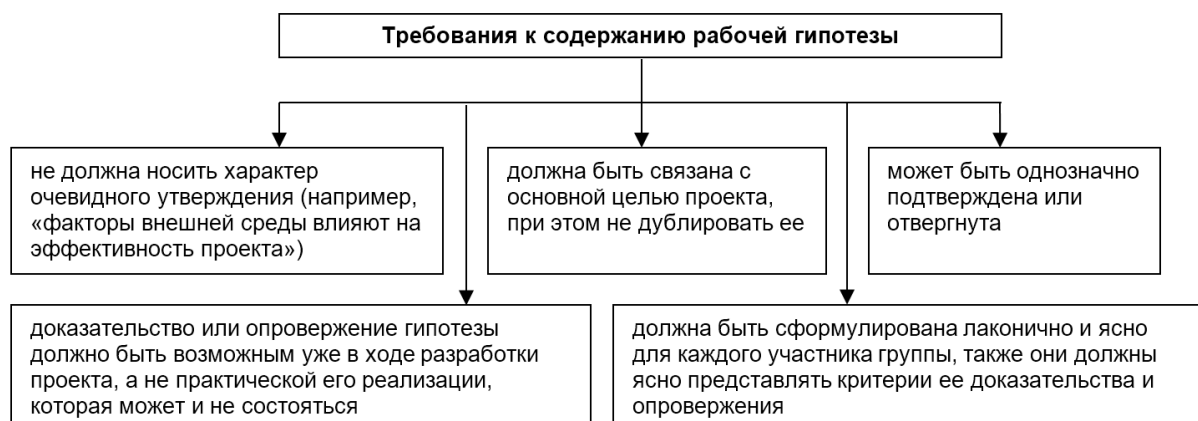 Требования к содержанию рабочей гипотезы
не должна носить характер
очевидного утверждения (например,
«факторы внешней среды влияют на
эффективность проекта»)
должна быть связана с
основной целью проекта,
при этом не дублировать ее
может быть однозначно
подтверждена или
отвергнута
доказательство или опровержение гипотезы
должно быть возможным уже в ходе разработки
проекта, а не практической его реализации,
которая может и не состояться
должна быть сформулирована лаконично и ясно
для каждого участника группы, также они должны
ясно представлять критерии ее доказательства и
опровержения